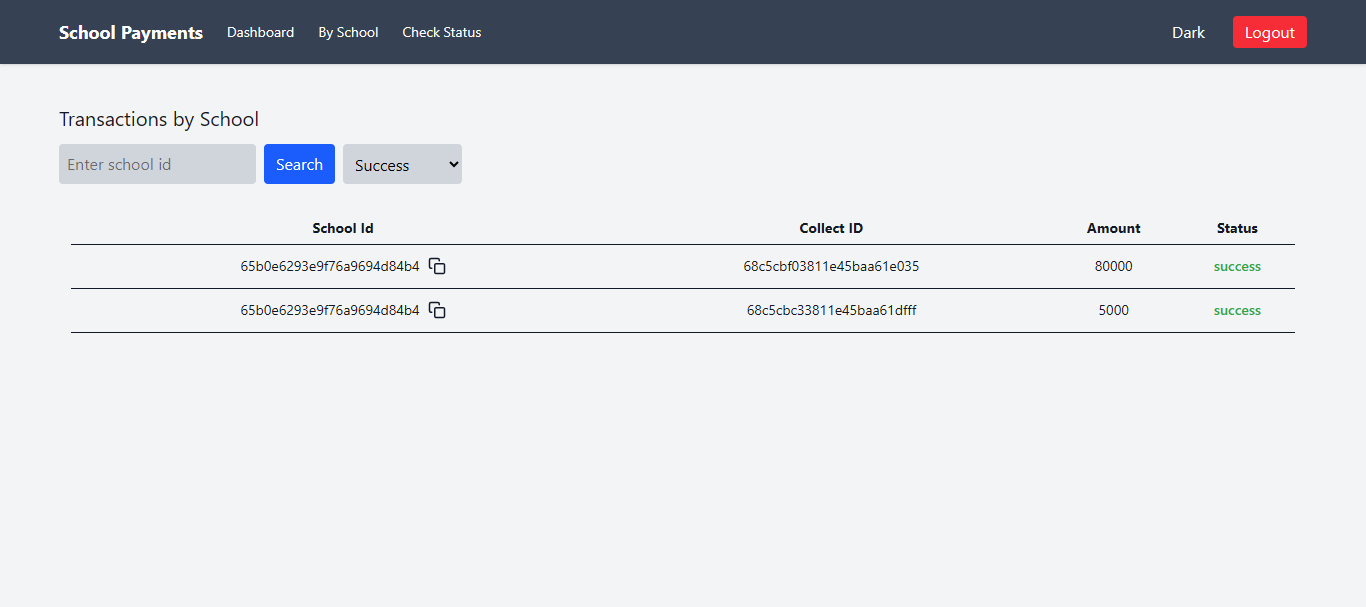 School Payments Dashboard By School Check Status Dark Logout
Transactions by School
Enter school id Search Success
School Id Collect ID Amount Status
65b0e6293e9f76a9694d84b4 68c5cbf03811e45baa61e035 80000 success
65b0e6293e9f76a9694d84b4 68c5cbc33811e45baa61dfff 5000 success